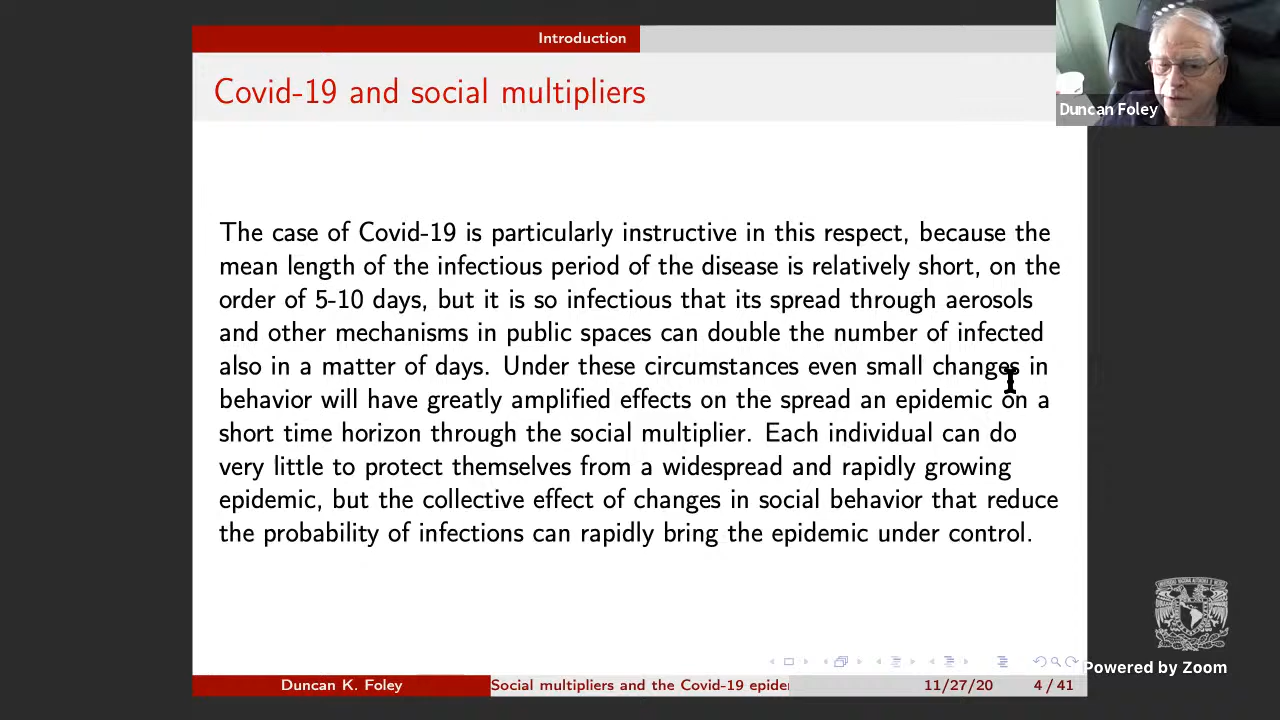 Introduction
Covid-19 and social multipliers
Duncan Foley
The case of Covid-19 is particularly instructive in this respect, because the
mean length of the infectious period of the disease is relatively short, on the
order of 5-10 days, but it is so infectious that its spread through aerosols
and other mechanisms in public spaces can double the number of infected
also in a matter of days. Under these circumstances even small changes in
behavior will have greatly amplified effects on the spread an epidemic on a
short time horizon through the social multiplier. Each individual can do
very little to protect themselves from a widespread and rapidly growing
epidemic, but the collective effect of changes in social behavior that reduce
the probability of infections can rapidly bring the epidemic under control.
Powered by Zoom
Duncan K. Foley
Social multipliers and the Covid-19 epide
11/27/20
4 / 41